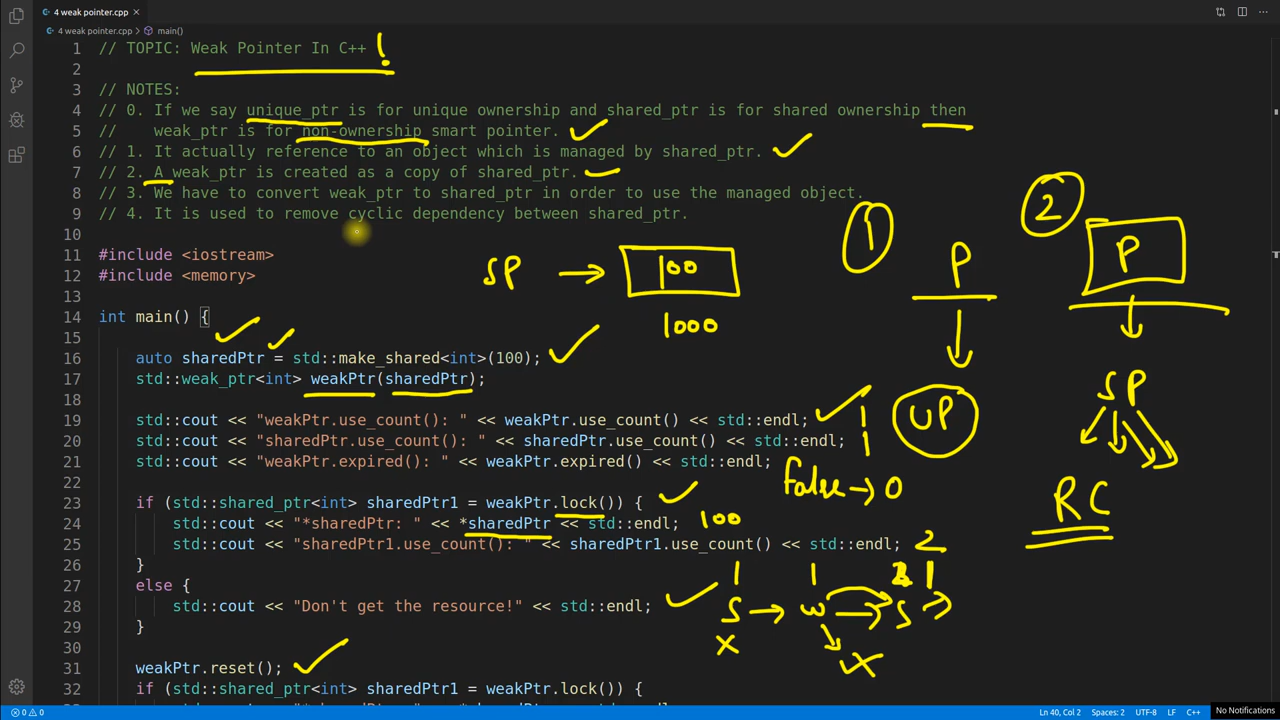 4 weak pointer.cpp ×
4 weak pointer.cpp > main()
1 // TOPIC: Weak Pointer In C++ !
2
3 // NOTES:
4 // 0. If we say unique_ptr is for unique ownership and shared_ptr is for shared ownership then
5 //    weak_ptr is for non-ownership smart pointer.
6 // 1. It actually reference to an object which is managed by shared_ptr.
7 // 2. A weak_ptr is created as a copy of shared_ptr.
8 // 3. We have to convert weak_ptr to shared_ptr in order to use the managed object.
9 // 4. It is used to remove cyclic dependency between shared_ptr.
10
11 #include <iostream>
12 #include <memory>
13
14 int main() {
15
16     auto sharedPtr = std::make_shared<int>(100);
17     std::weak_ptr<int> weakPtr(sharedPtr);
18
19     std::cout << "weakPtr.use_count(): " << weakPtr.use_count() << std::endl;
20     std::cout << "sharedPtr.use_count(): " << sharedPtr.use_count() << std::endl;
21     std::cout << "weakPtr.expired(): " << weakPtr.expired() << std::endl;
22
23     if (std::shared_ptr<int> sharedPtr1 = weakPtr.lock()) {
24         std::cout << "*sharedPtr: " << *sharedPtr << std::endl;
25         std::cout << "sharedPtr1.use_count(): " << sharedPtr1.use_count() << std::endl;
26     }
27     else {
28         std::cout << "Don't get the resource!" << std::endl;
29     }
30
31     weakPtr.reset();
32     if (std::shared_ptr<int> sharedPtr1 = weakPtr.lock()) {
SP → 100
1000
1
P
UP
2
P
SP
RC
1
1
false → 0
100
2
1 1 1
S → W → S
X X
0 0
Ln 40, Col 2 Spaces: 2 UTF-8 LF C++ No Notifications